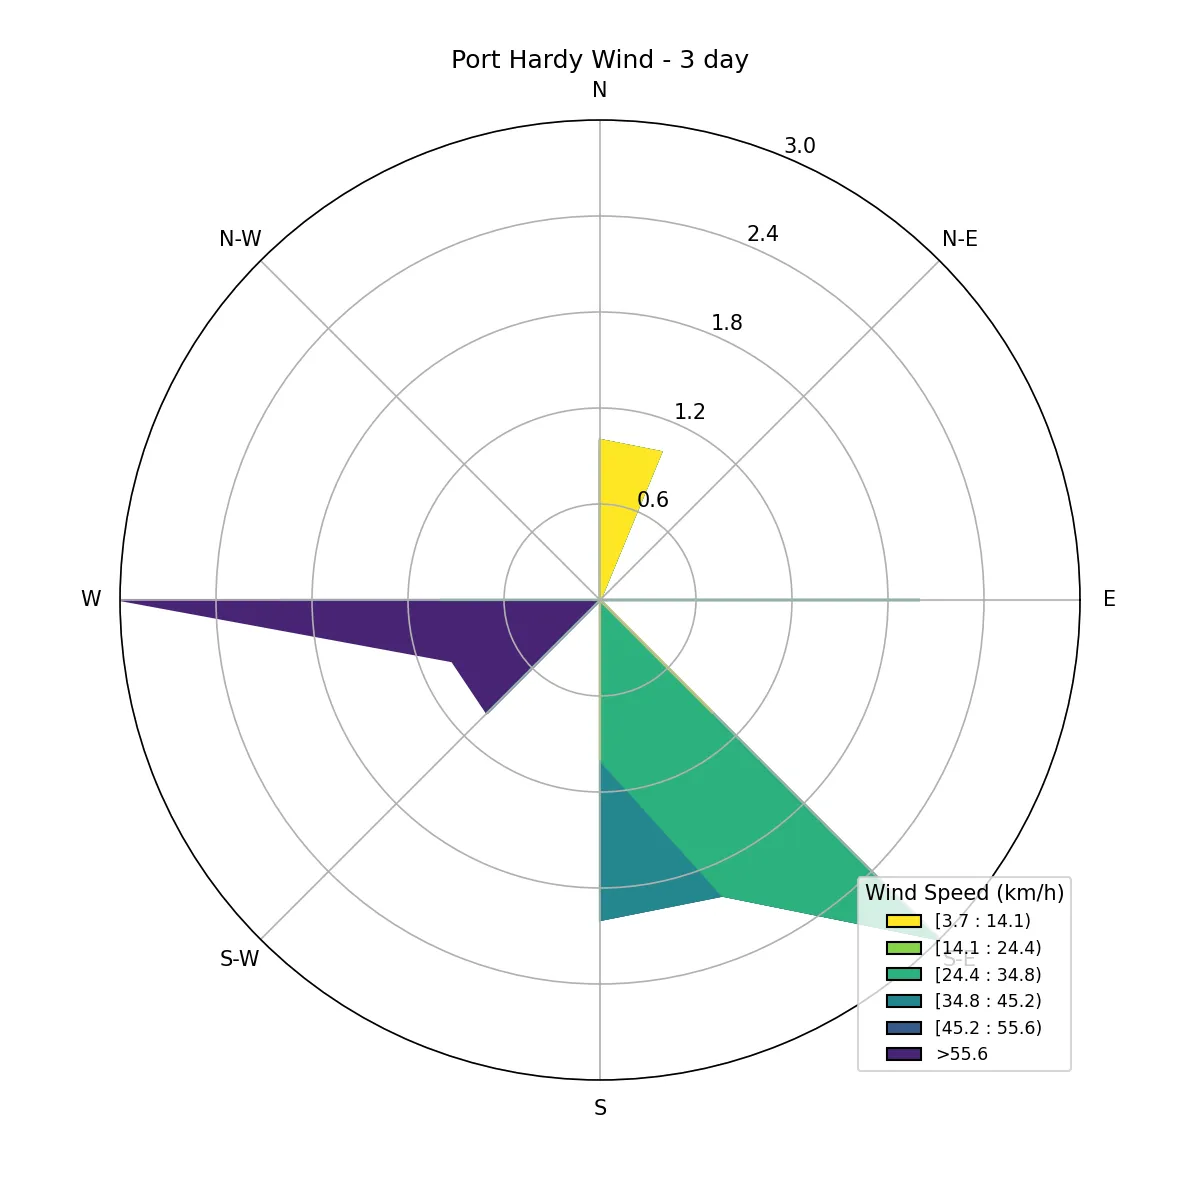 Port Hardy Wind - 3 day
N
3.0
N-W
2.4
N-E
1.8
1.2
0.6
W
E
S-W
S-E
S
Wind Speed (km/h)
[3.7 : 14.1)
[14.1 : 24.4)
[24.4 : 34.8)
[34.8 : 45.2)
[45.2 : 55.6)
>55.6